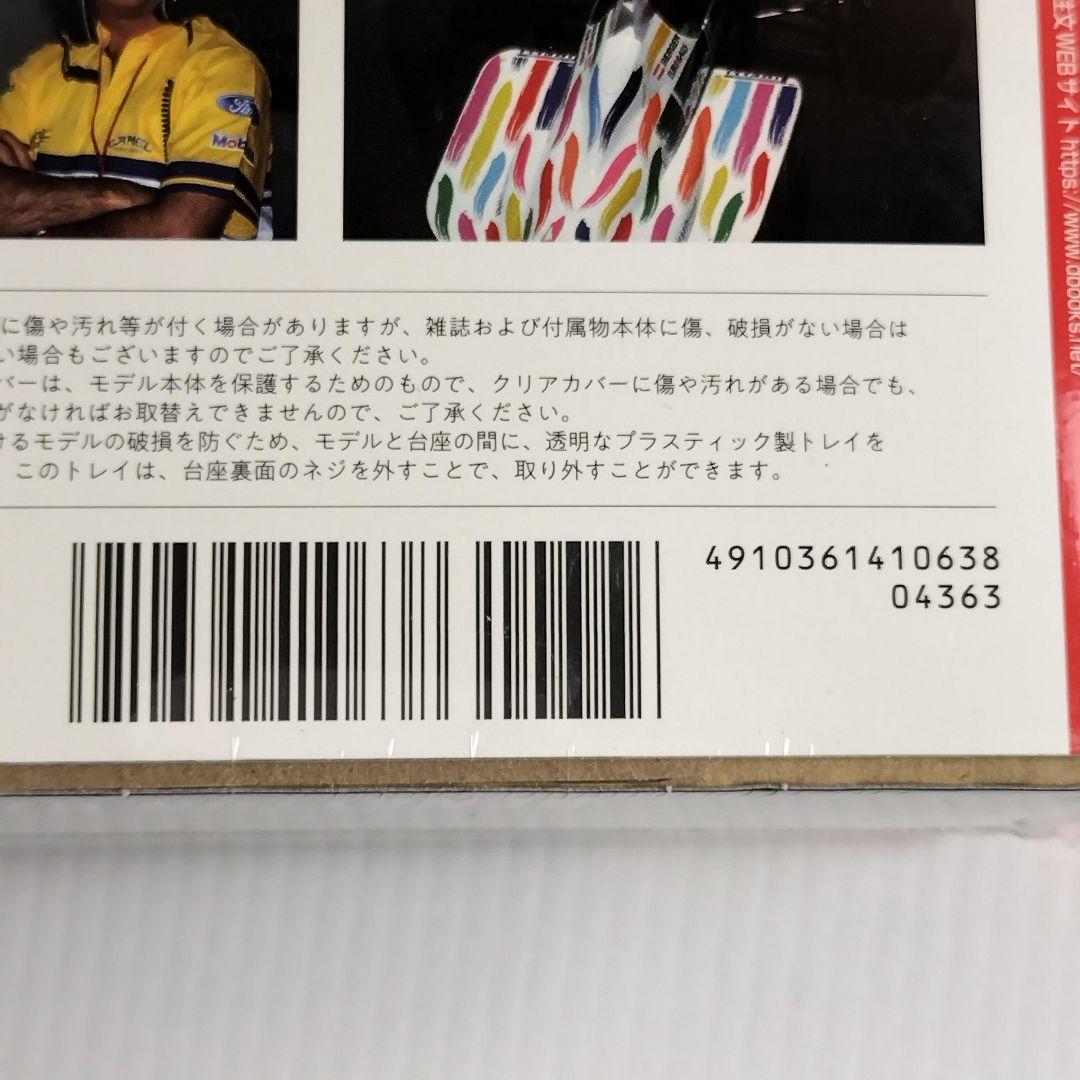 Ford
CAMEL
Mobil
注文WEBサイト https://www.dbooks.net/
に傷や汚れ等が付く場合がありますが、雑誌および付属物本体に傷、破損がない場合は
い場合もございますのでご了承ください。
バーは、モデル本体を保護するためのもので、クリアカバーに傷や汚れがある場合でも、
がなければお取替えできませんので、ご了承ください。
けるモデルの破損を防ぐため、モデルと台座の間に、透明なプラスティック製トレイを
このトレイは、台座裏面のネジを外すことで、取り外すことができます。
4910361410638
04363